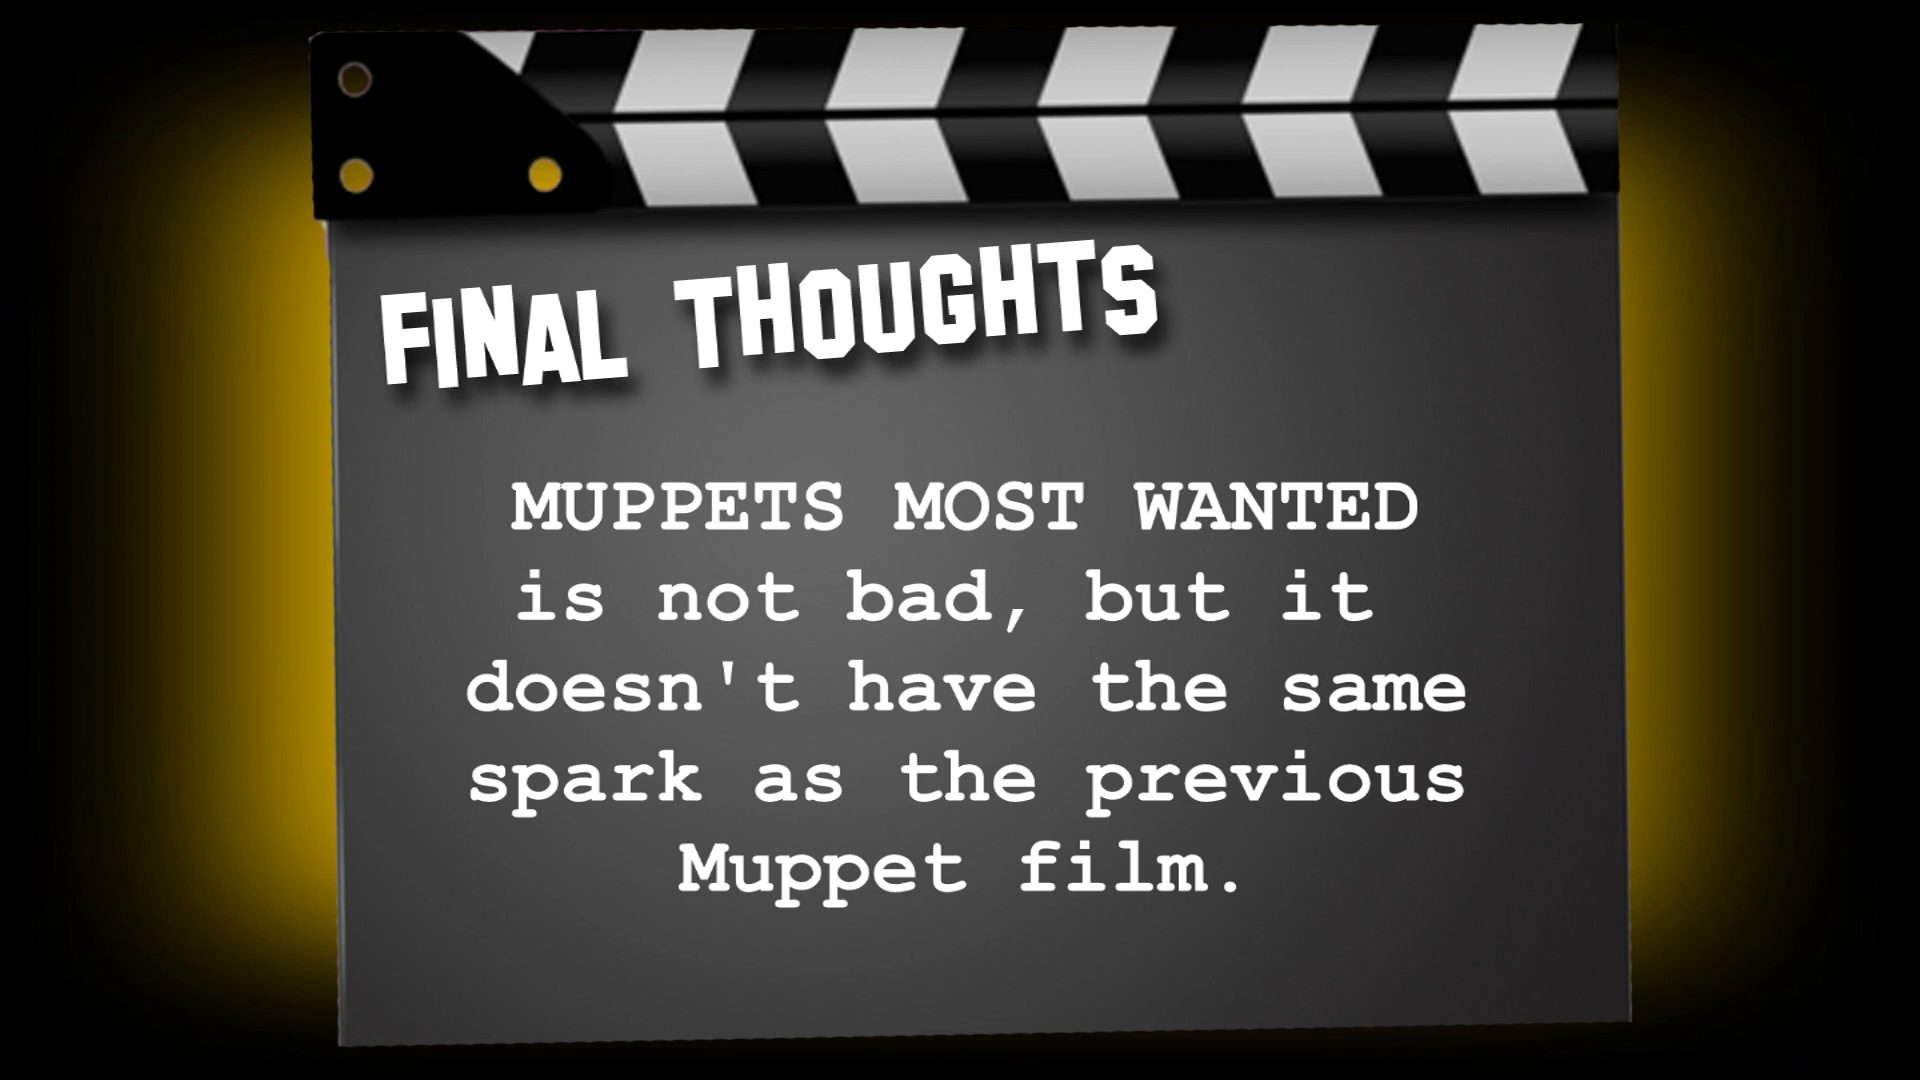 FINAL THOUGHTS
MUPPETS MOST WANTED
is not bad, but it
doesn't have the same
spark as the previous
Muppet film.